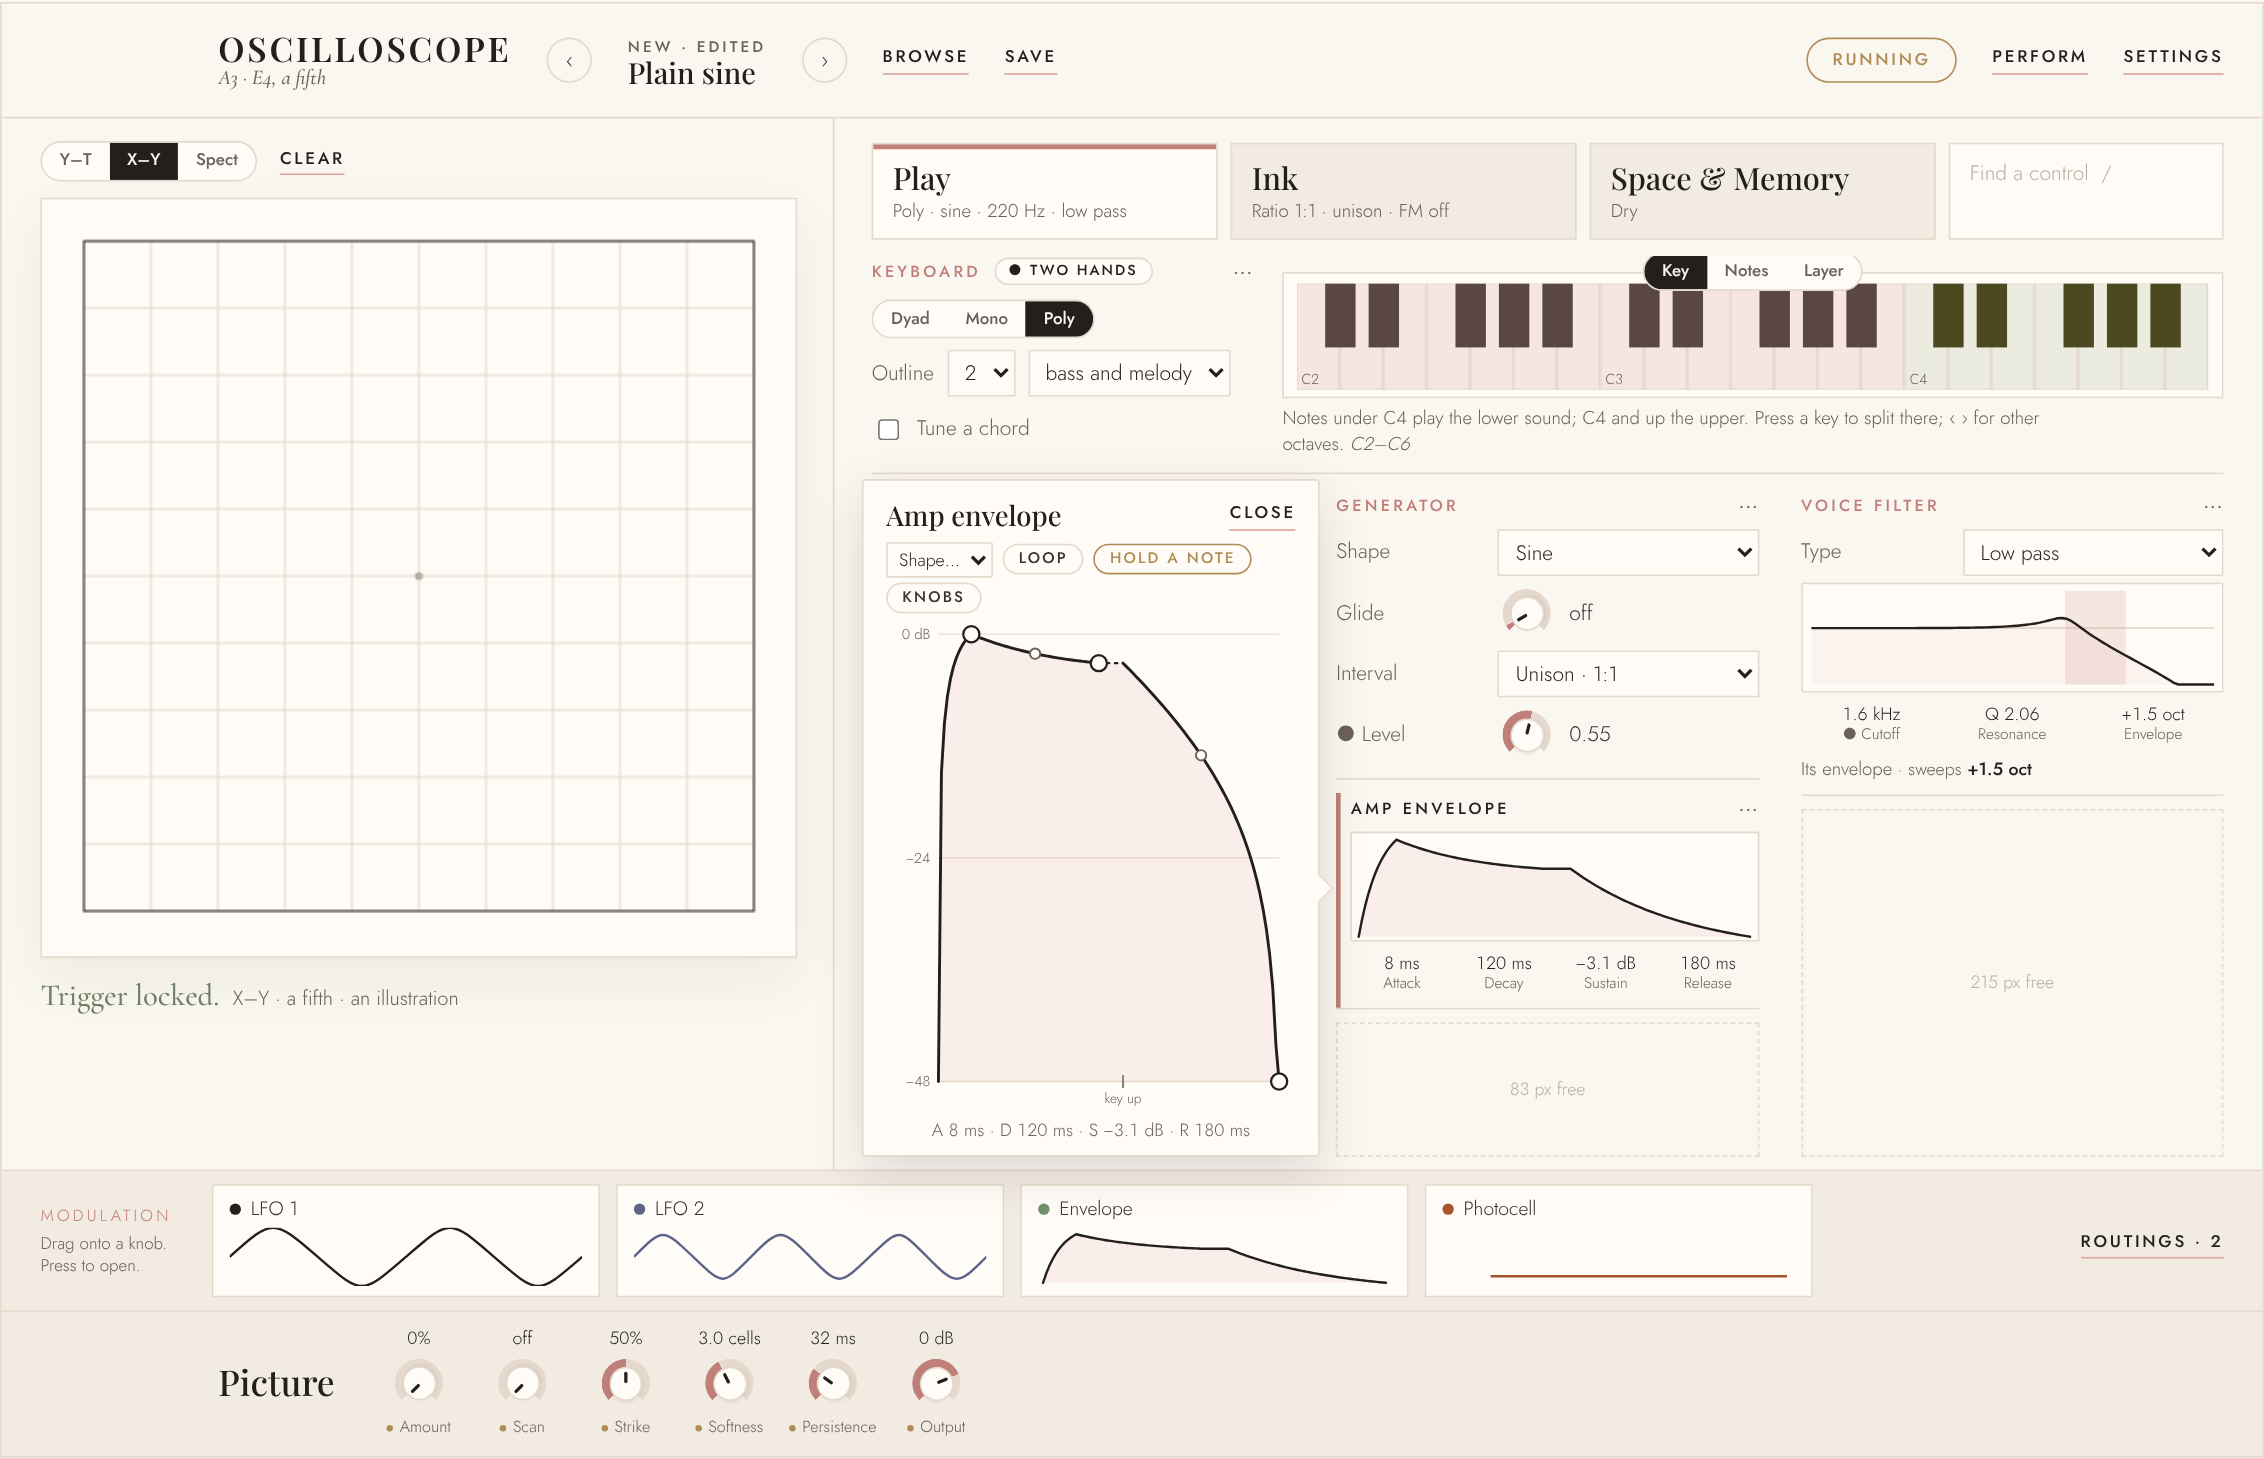 OSCILLOSCOPE
A3 · E4, a fifth
‹
NEW · EDITED
Plain sine
›
BROWSE
SAVE
RUNNING
PERFORM
SETTINGS
Y–T
X–Y
Spect
CLEAR
Trigger locked. X–Y · a fifth · an illustration
Play
Poly · sine · 220 Hz · low pass
Ink
Ratio 1:1 · unison · FM off
Space & Memory
Dry
Find a control /
KEYBOARD
TWO HANDS
...
Dyad
Mono
Poly
Outline
2
bass and melody
Tune a chord
Key
Notes
Layer
C2
C3
C4
Notes under C4 play the lower sound; C4 and up the upper. Press a key to split there; ‹ › for other
octaves. C2–C6
Amp envelope
CLOSE
Shape...
LOOP
HOLD A NOTE
KNOBS
0 dB
−24
−48
key up
A 8 ms · D 120 ms · S −3.1 dB · R 180 ms
GENERATOR
...
Shape
Sine
Glide
off
Interval
Unison · 1:1
Level
0.55
AMP ENVELOPE
...
8 ms
120 ms
−3.1 dB
180 ms
Attack
Decay
Sustain
Release
83 px free
VOICE FILTER
...
Type
Low pass
1.6 kHz
Q 2.06
+1.5 oct
Cutoff
Resonance
Envelope
Its envelope · sweeps +1.5 oct
215 px free
MODULATION
Drag onto a knob.
Press to open.
LFO 1
LFO 2
Envelope
Photocell
ROUTINGS · 2
Picture
0%
off
50%
3.0 cells
32 ms
0 dB
Amount
Scan
Strike
Softness
Persistence
Output